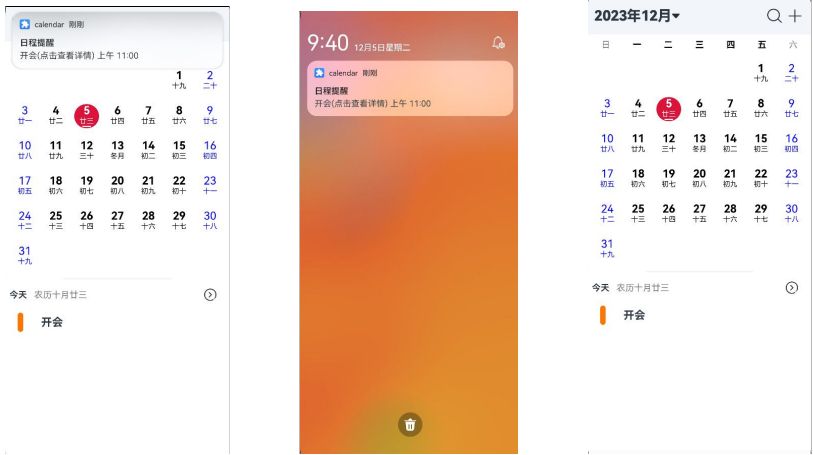 calendar 刚刚
日程提醒
开会(点击查看详情) 上午 11:00
1 2
十九 二十
3 4 5 6 7 8 9
廿一 廿二 廿三 廿四 廿五 廿六 廿七
10 11 12 13 14 15 16
廿八 廿九 三十 冬月 初二 初三 初四
17 18 19 20 21 22 23
初五 初六 初七 初八 初九 初十 十一
24 25 26 27 28 29 30
十二 十三 十四 十五 十六 十七 十八
31
十九
今天 农历十月廿三
开会
9:40 12月5日星期二
calendar 刚刚
日程提醒
开会(点击查看详情) 上午 11:00
2023年12月
日 一 二 三 四 五 六
1 2
十九 二十
3 4 5 6 7 8 9
廿一 廿二 廿三 廿四 廿五 廿六 廿七
10 11 12 13 14 15 16
廿八 廿九 三十 冬月 初二 初三 初四
17 18 19 20 21 22 23
初五 初六 初七 初八 初九 初十 十一
24 25 26 27 28 29 30
十二 十三 十四 十五 十六 十七 十八
31
十九
今天 农历十月廿三
开会